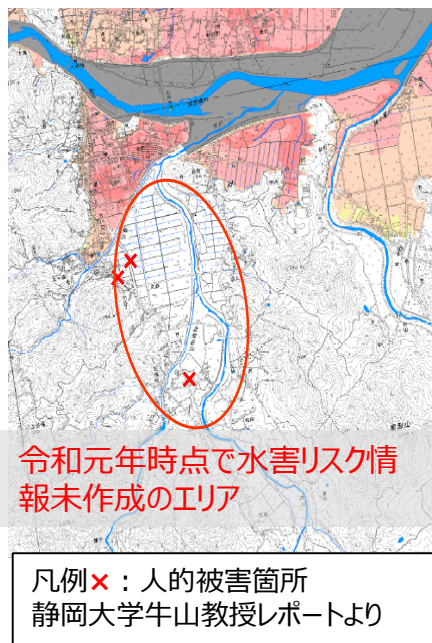 令和元年時点で水害リスク情
報未作成のエリア
凡例×：人的被害箇所
静岡大学牛山教授レポートより